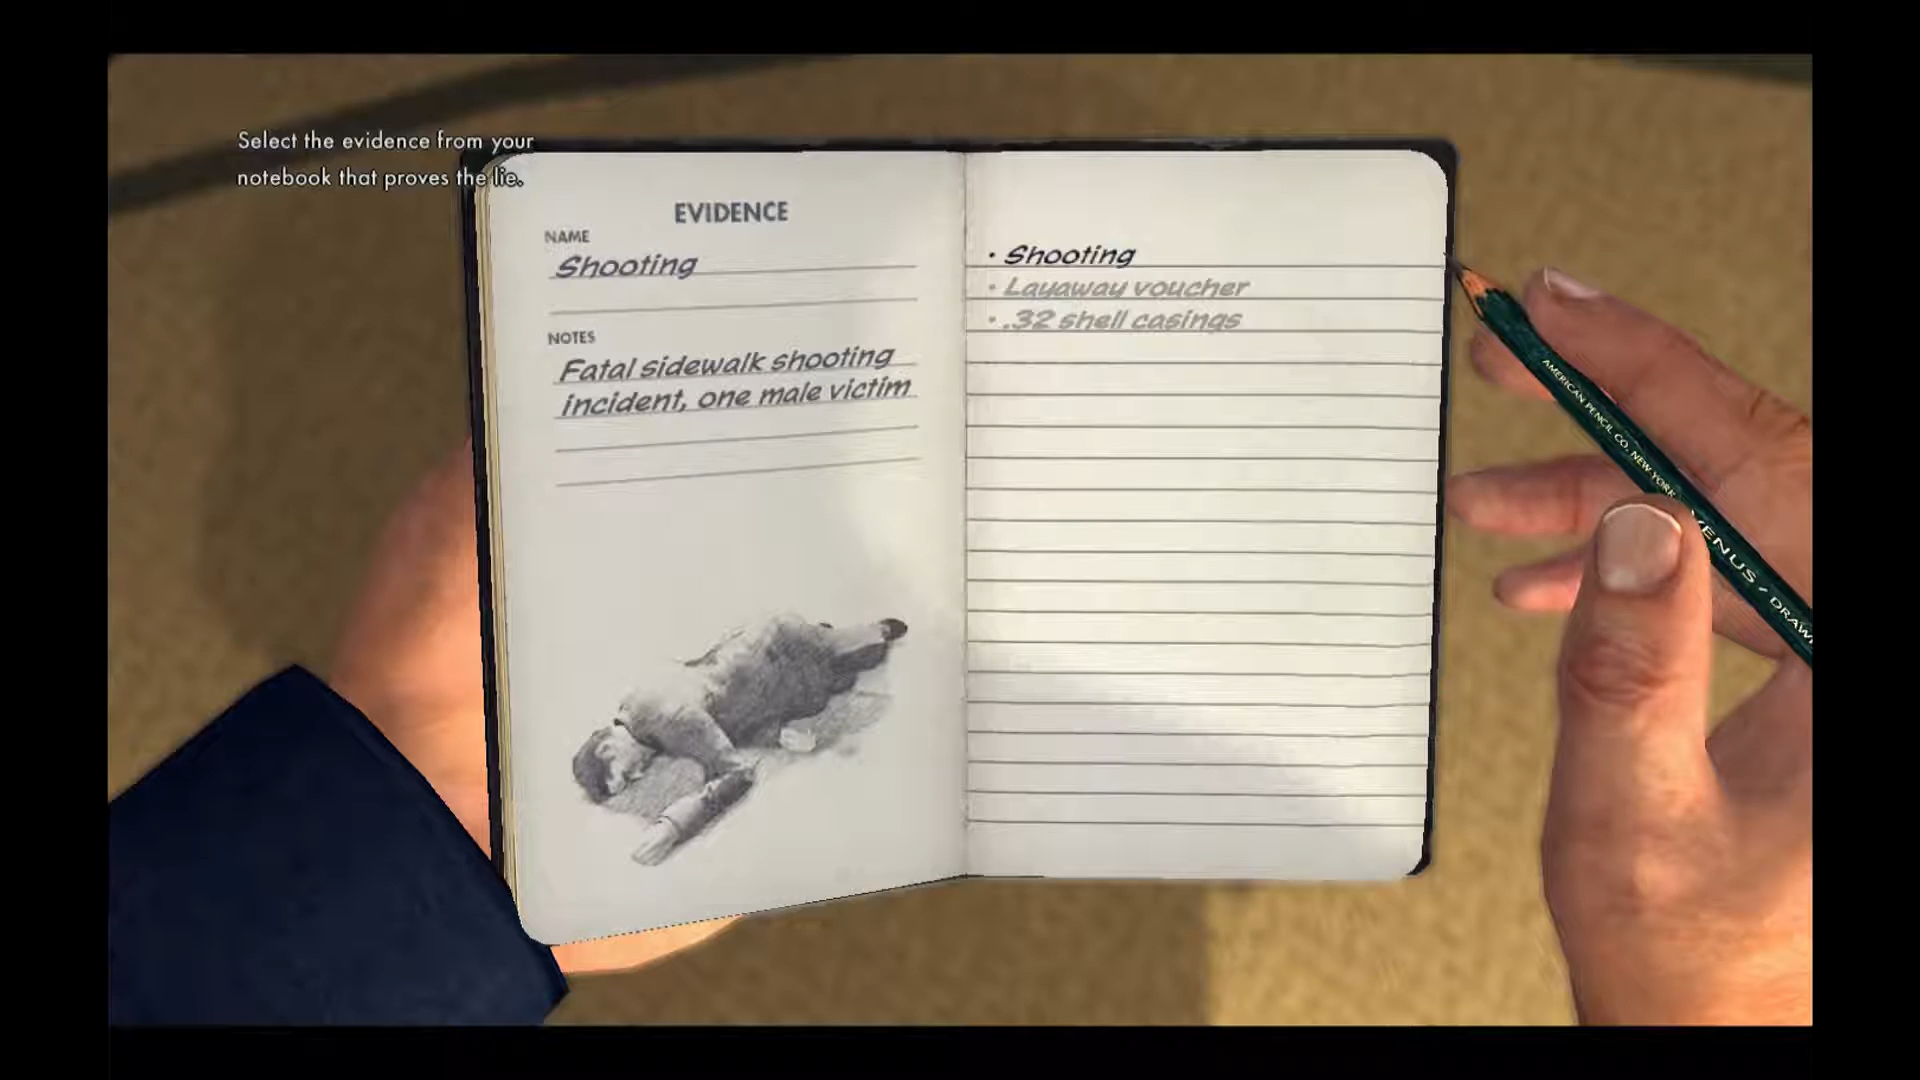 Select the evidence from your
notebook that proves the lie.
EVIDENCE
NAME
Shooting
NOTES
Fatal sidewalk shooting
incident, one male victim
· Shooting
· Layaway voucher
· .32 shell casings
AMERICAN PENCIL CO. NEW YORK
VENUS / DRAW